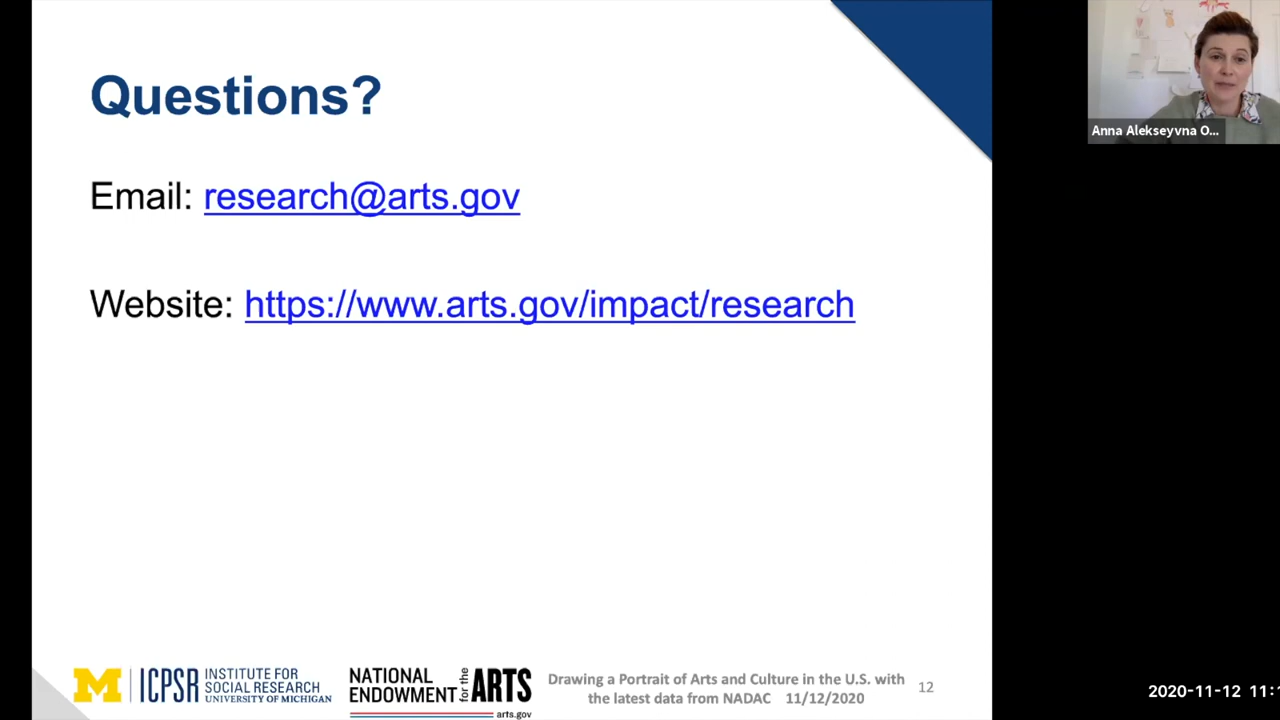 Questions?
Email: research@arts.gov
Website: https://www.arts.gov/impact/research
Anna Alekseyvna O...
M ICPSR INSTITUTE FOR
SOCIAL RESEARCH
UNIVERSITY OF MICHIGAN
NATIONAL
ENDOWMENT for the ARTS
arts.gov
Drawing a Portrait of Arts and Culture in the U.S. with
the latest data from NADAC 11/12/2020
12
2020-11-12 11:1